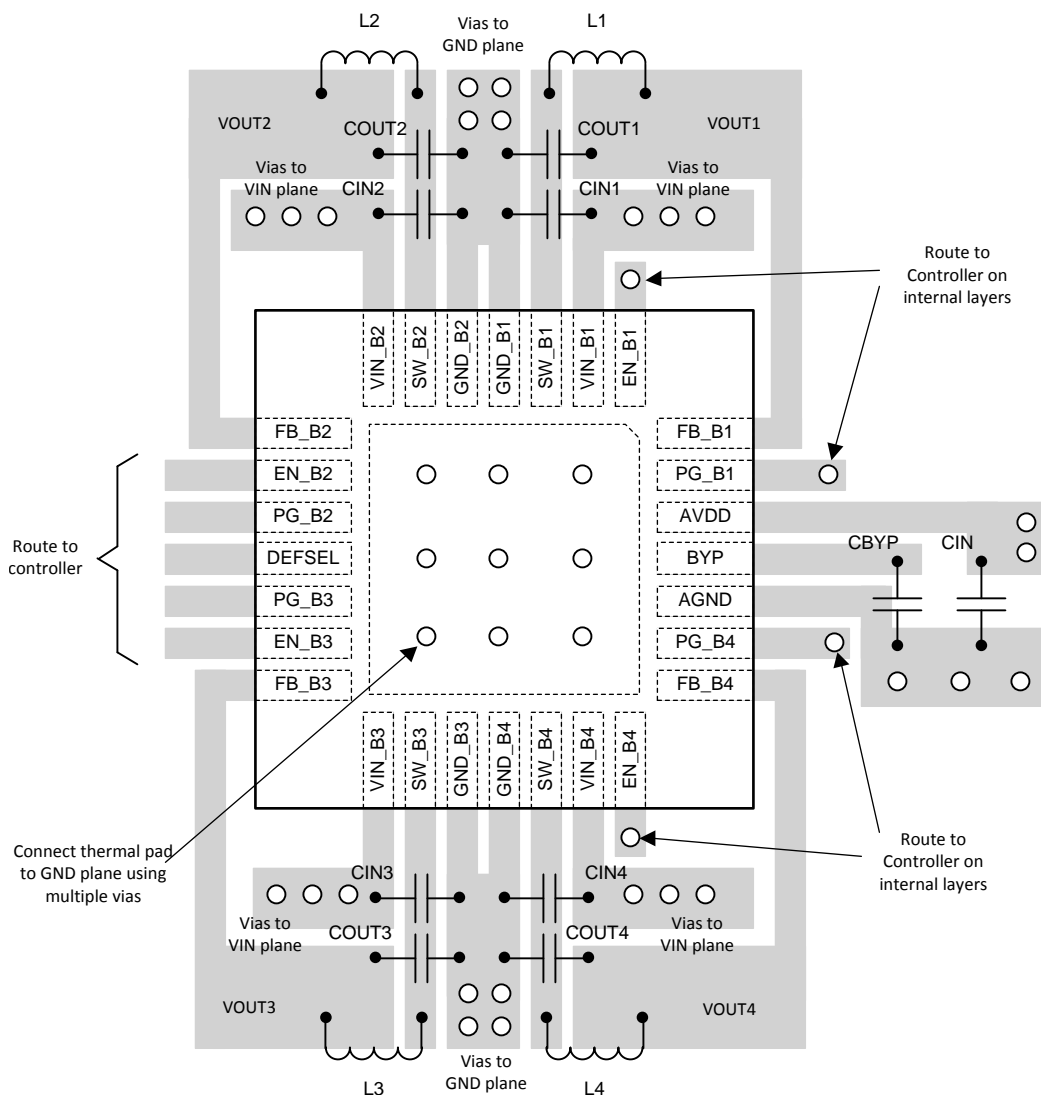 L2
Vias to
GND plane
L1
VOUT2
COUT2
COUT1
VOUT1
Vias to
VIN plane
CIN2
CIN1
Vias to
VIN plane
Route to
Controller on
internal layers
VIN_B2
SW_B2
GND_B2
GND_B1
SW_B1
VIN_B1
EN_B1
FB_B2
EN_B2
PG_B2
DEFSEL
PG_B3
EN_B3
FB_B3
Route to
controller
FB_B1
PG_B1
AVDD
BYP
AGND
PG_B4
FB_B4
CBYP
CIN
VIN_B3
SW_B3
GND_B3
GND_B4
SW_B4
VIN_B4
EN_B4
Connect thermal pad
to GND plane using
multiple vias
Route to
Controller on
internal layers
CIN3
CIN4
Vias to
VIN plane
COUT3
COUT4
Vias to
VIN plane
VOUT3
VOUT4
Vias to
GND plane
L3
L4